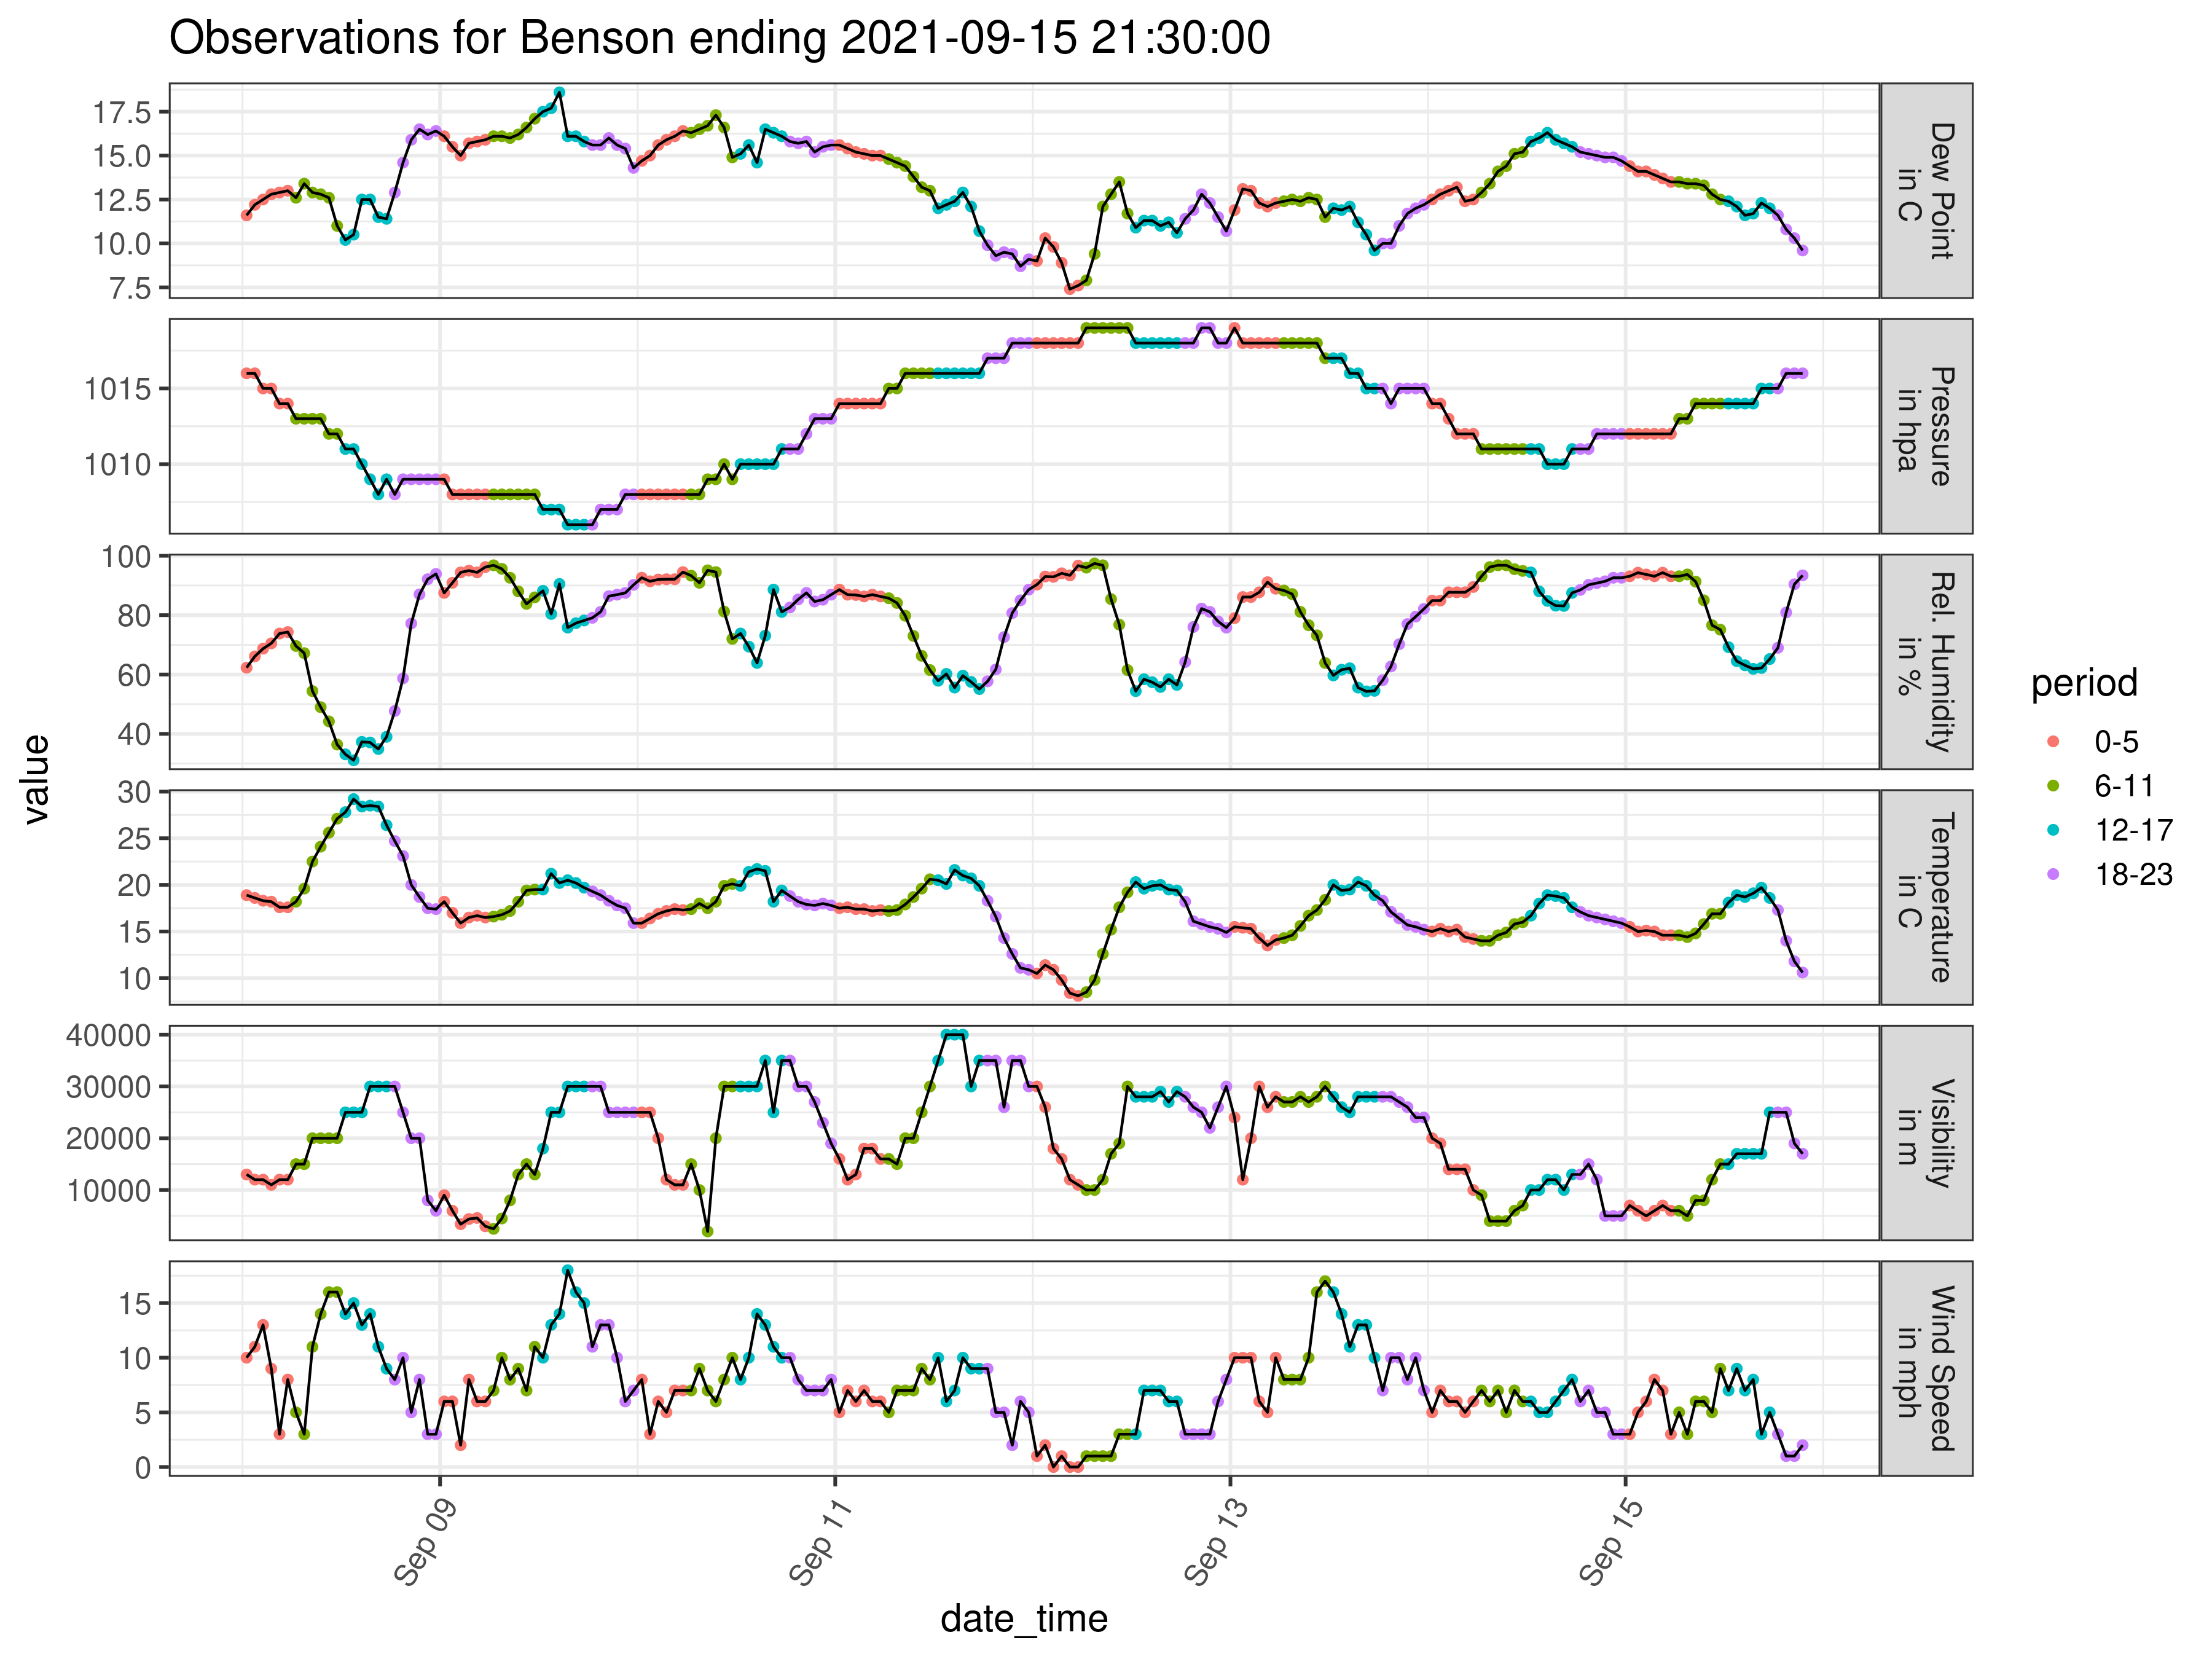 Observations for Benson ending 2021-09-15 21:30:00
value
17.5
15.0
12.5
10.0
7.5
Dew Point
in C
1015
1010
Pressure
in hpa
100
80
60
40
Rel. Humidity
in %
30
25
20
15
10
Temperature
in C
40000
30000
20000
10000
Visibility
in m
15
10
5
0
Wind Speed
in mph
Sep 09
Sep 11
Sep 13
Sep 15
date_time
period
0-5
6-11
12-17
18-23